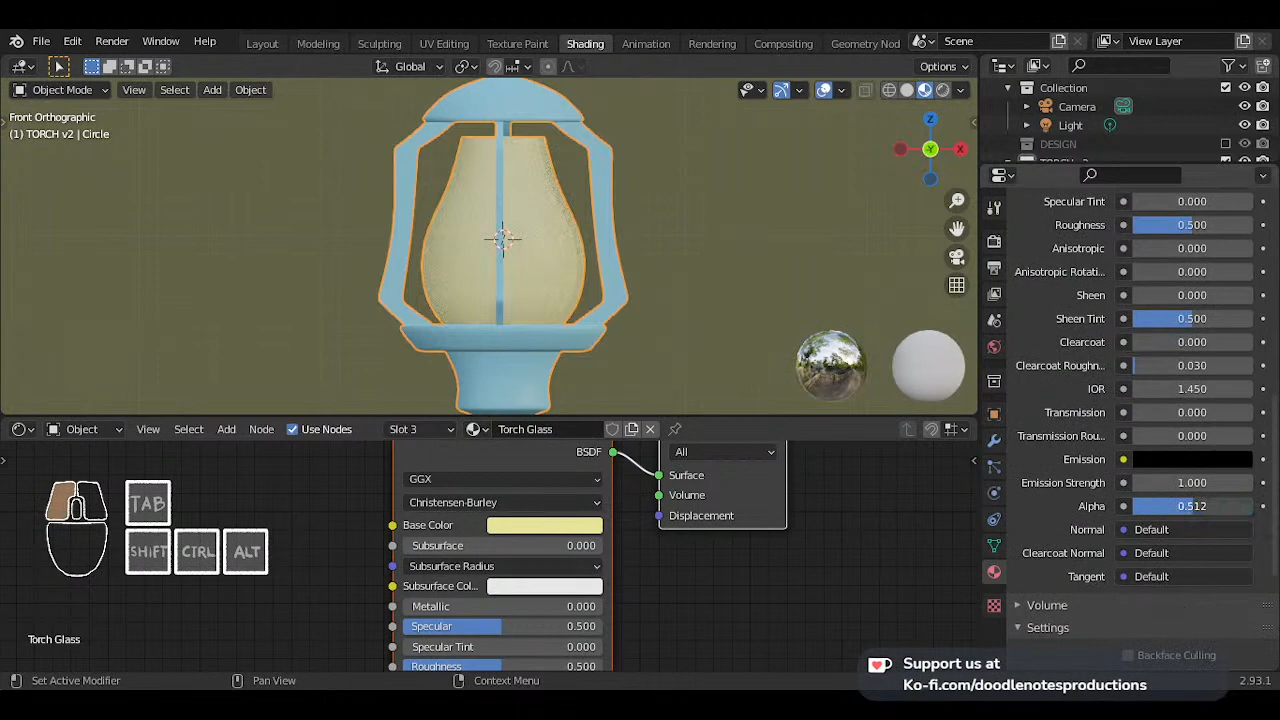 File Edit Render Window Help Layout Modeling Sculpting UV Editing Texture Paint Shading Animation Rendering Compositing Geometry Nod Scene View Layer
Global Options
Object Mode View Select Add Object
Front Orthographic
(1) TORCH v2 | Circle
Z
X
Y
Collection
Camera
Light
DESIGN
Specular Tint 0.000
Roughness 0.500
Anisotropic 0.000
Anisotropic Rotati... 0.000
Sheen 0.000
Sheen Tint 0.500
Clearcoat 0.000
Clearcoat Roughn... 0.030
IOR 1.450
Transmission 0.000
Transmission Rou... 0.000
Emission
Emission Strength 1.000
Alpha 0.512
Normal Default
Clearcoat Normal Default
Tangent Default
Volume
Settings
Backface Culling
Object View Select Add Node Use Nodes Slot 3 Torch Glass
BSDF
GGX
Christensen-Burley
Base Color
Subsurface 0.000
Subsurface Radius
Subsurface Col...
Metallic 0.000
Specular 0.500
Specular Tint 0.000
Roughness 0.500
All
Surface
Volume
Displacement
TAB
SHIFT CTRL ALT
Torch Glass
Support us at
Ko-fi.com/doodlenotesproductions
Set Active Modifier Pan View Context Menu 2.93.1